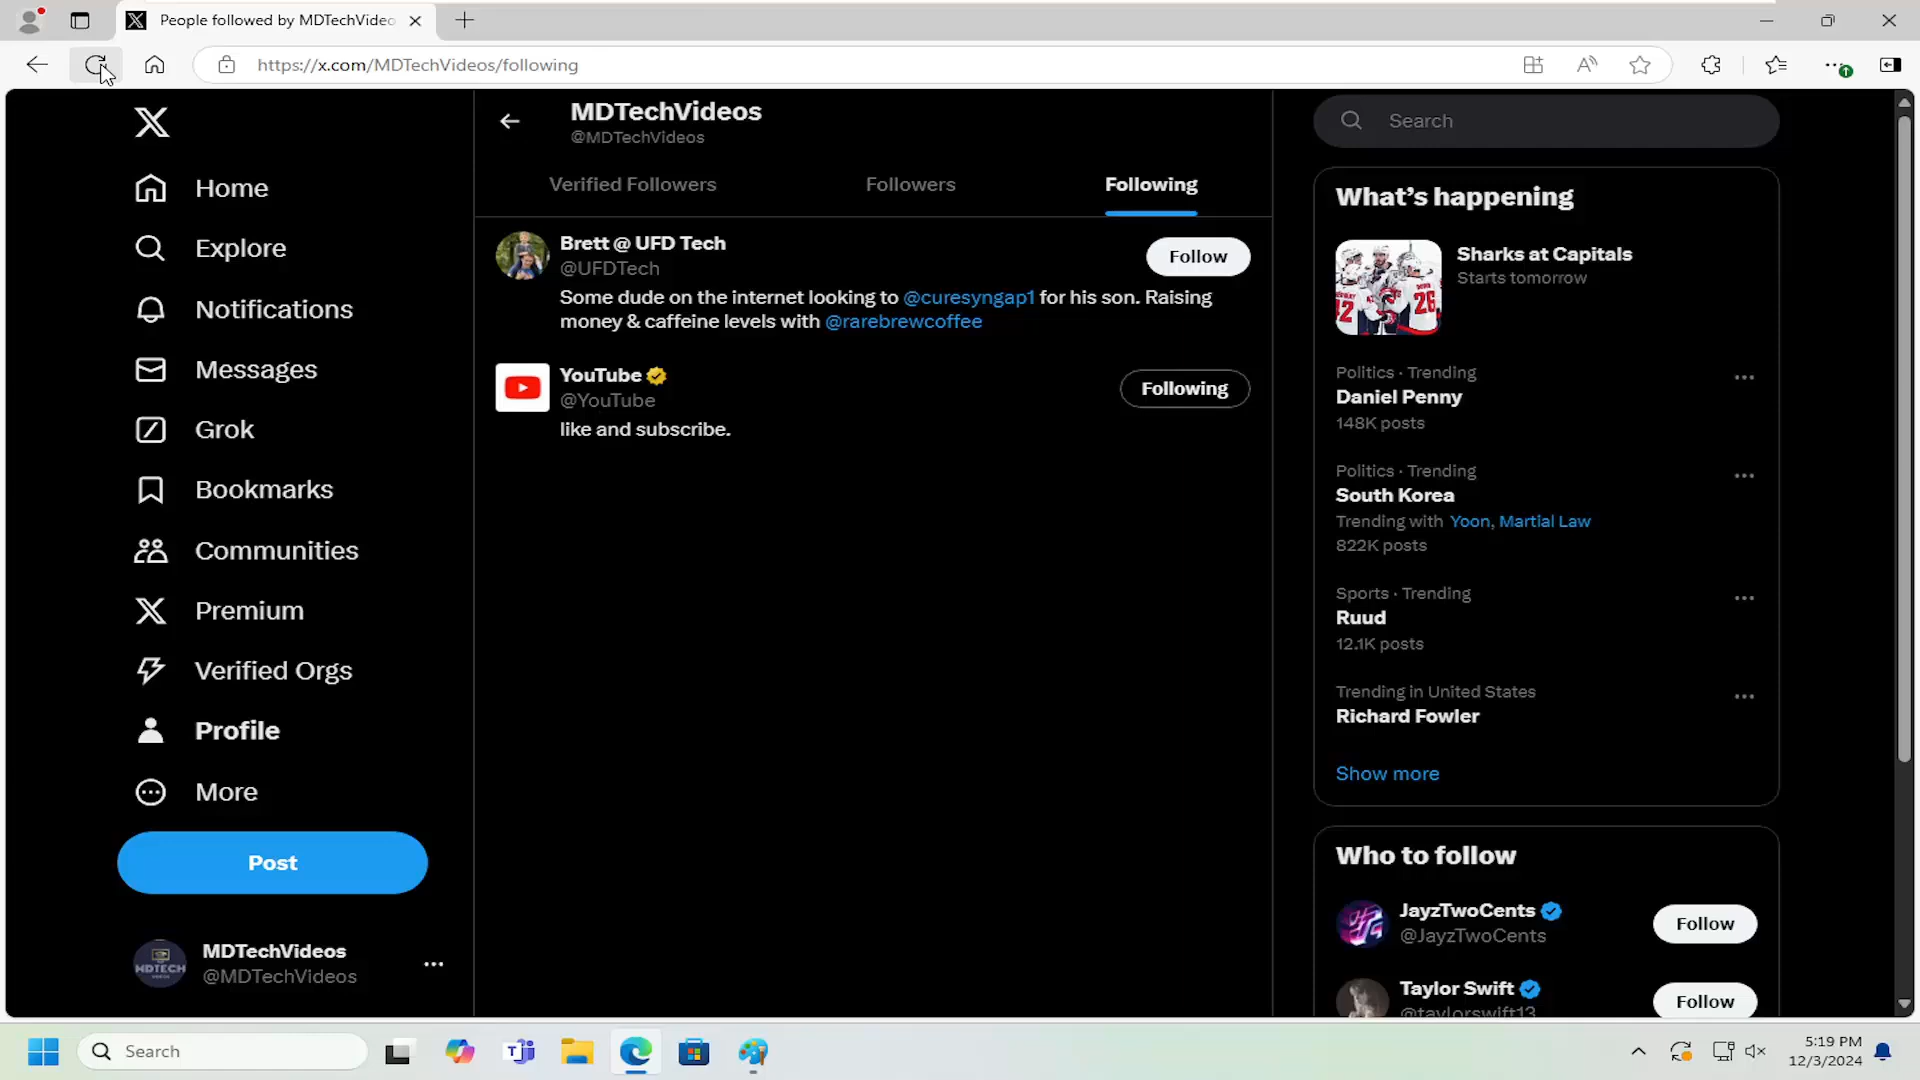 People followed by MDTechVideo
https://x.com/MDTechVideos/following
Home
Explore
Notifications
Messages
Grok
Bookmarks
Communities
Premium
Verified Orgs
Profile
More
Post
MDTechVideos
@MDTechVideos
MDTechVideos
@MDTechVideos
Verified Followers
Followers
Following
Brett @ UFD Tech
@UFDTech
Follow
Some dude on the internet looking to @curesyngap1 for his son. Raising
money & caffeine levels with @rarebrewcoffee
YouTube
@YouTube
Following
like and subscribe.
Search
What's happening
Sharks at Capitals
Starts tomorrow
Politics · Trending
Daniel Penny
148K posts
Politics · Trending
South Korea
Trending with Yoon, Martial Law
822K posts
Sports · Trending
Ruud
12.1K posts
Trending in United States
Richard Fowler
Show more
Who to follow
JayzTwoCents
@JayzTwoCents
Follow
Taylor Swift
@taylorswift13
Follow
Search
5:19 PM
12/3/2024